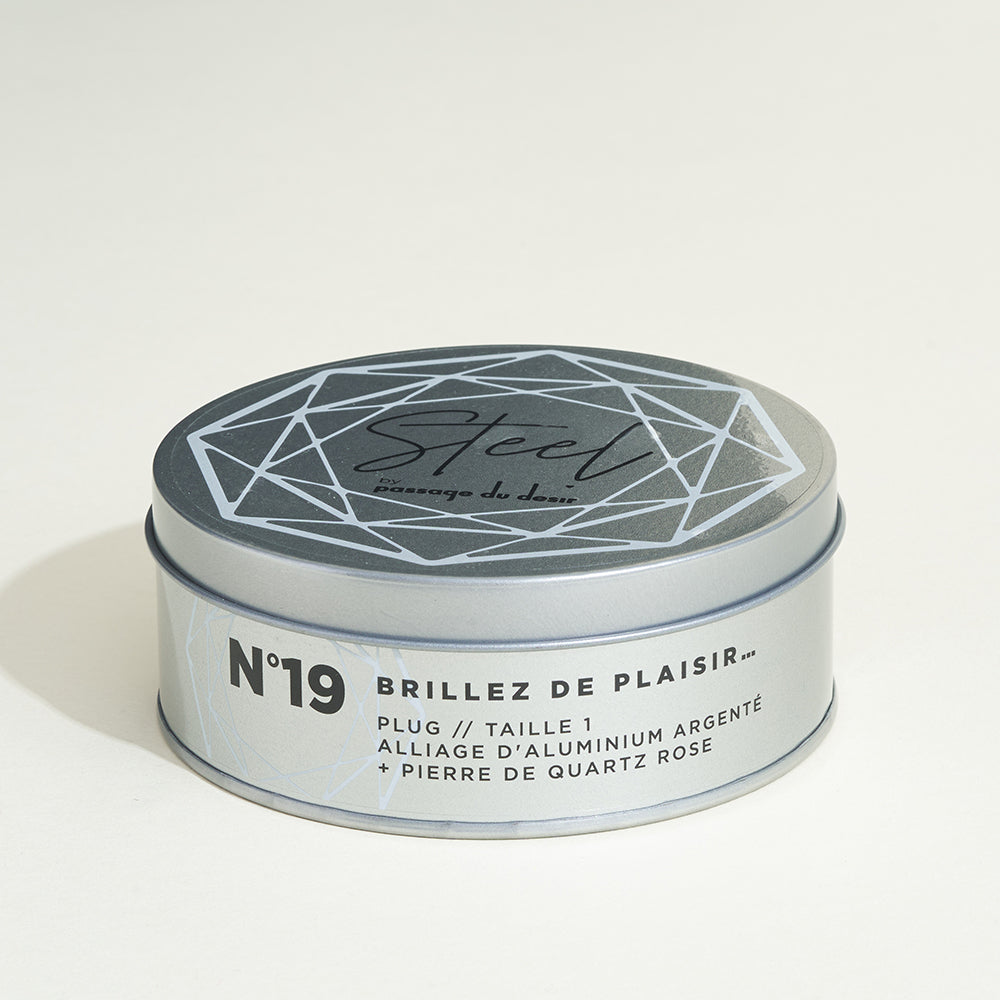 Steel
by
passage du desir
N°19
BRILLEZ DE PLAISIR...
PLUG // TAILLE 1
ALLIAGE D'ALUMINIUM ARGENTÉ
+ PIERRE DE QUARTZ ROSE